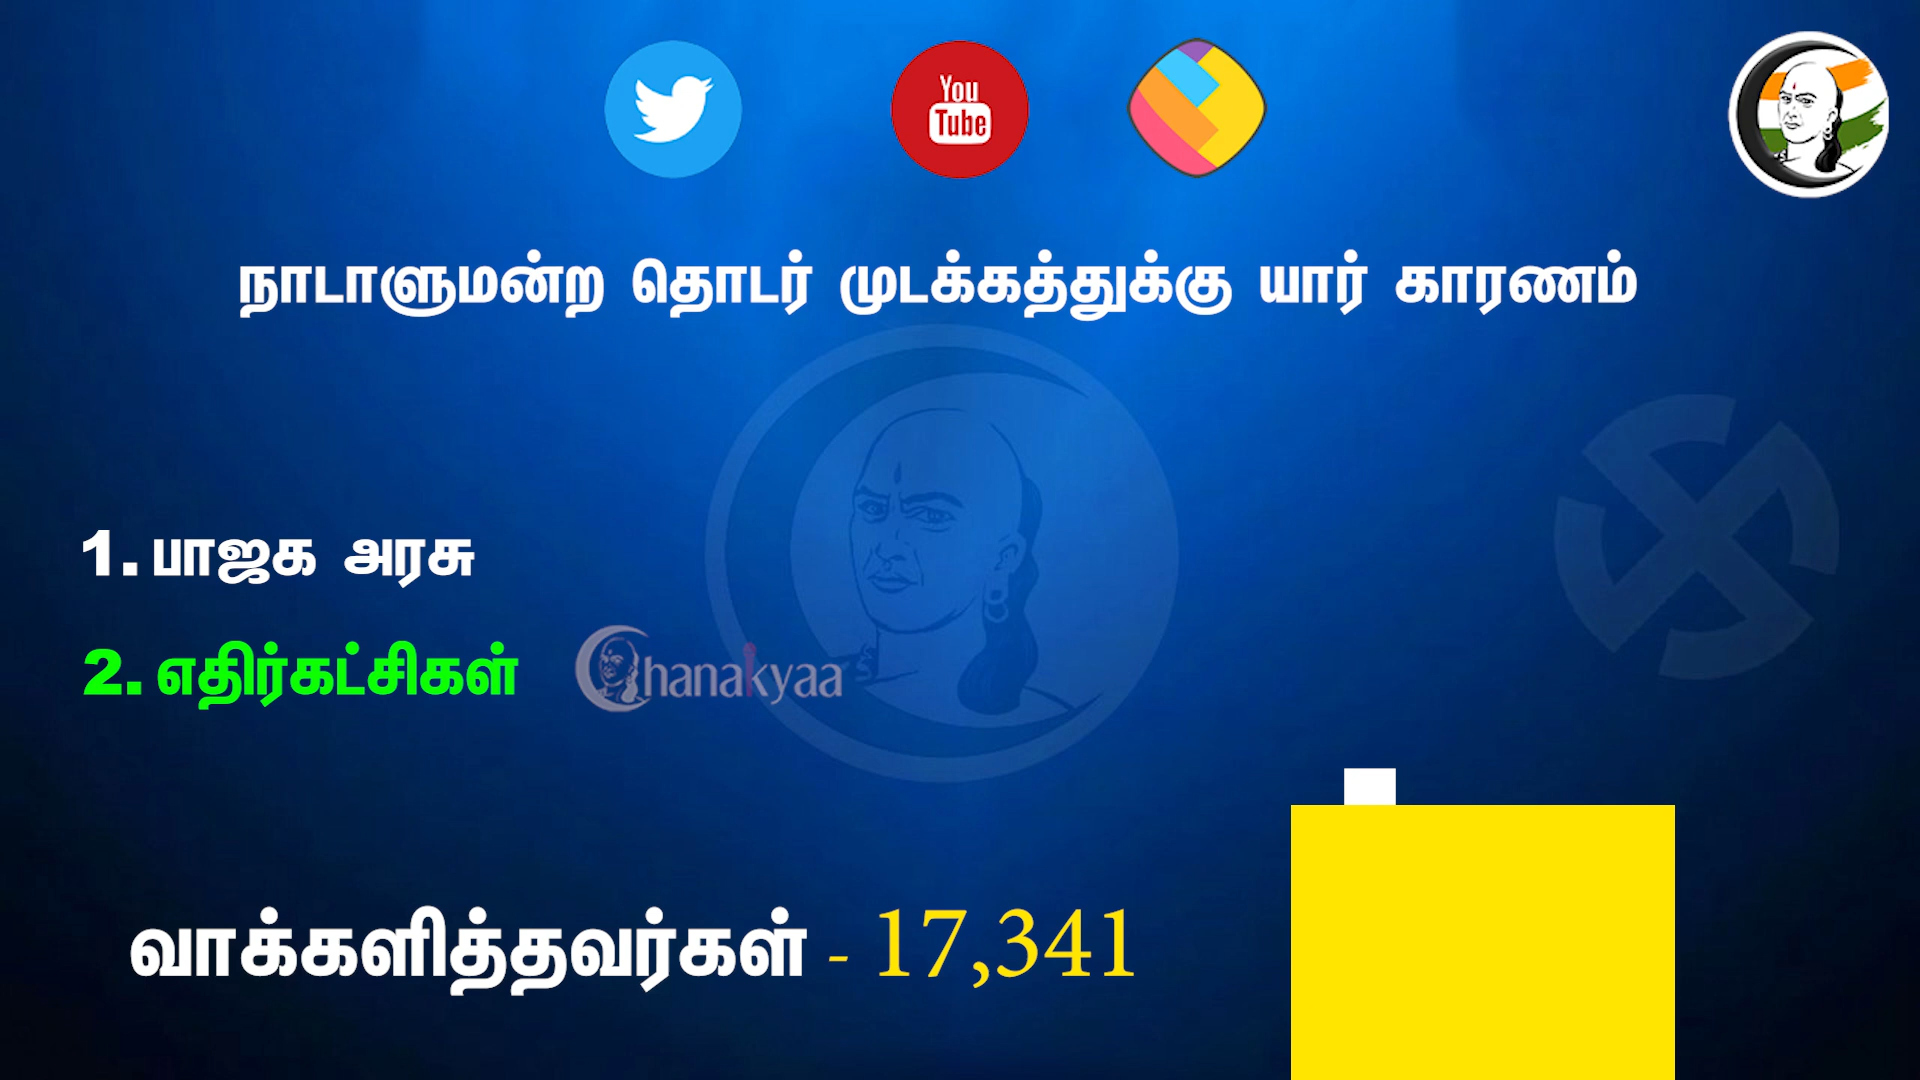 You
Tube
நாடாளுமன்ற தொடர் முடக்கத்துக்கு யார் காரணம்
1. பாஜக அரசு
2. எதிர்கட்சிகள்
Chanakyaa
வாக்களித்தவர்கள் - 17,341